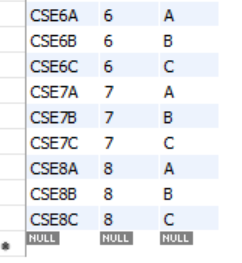 CSE6A 6 A
CSE6B 6 B
CSE6C 6 C
CSE7A 7 A
CSE7B 7 B
CSE7C 7 C
CSE8A 8 A
CSE8B 8 B
CSE8C 8 C
* NULL NULL NULL